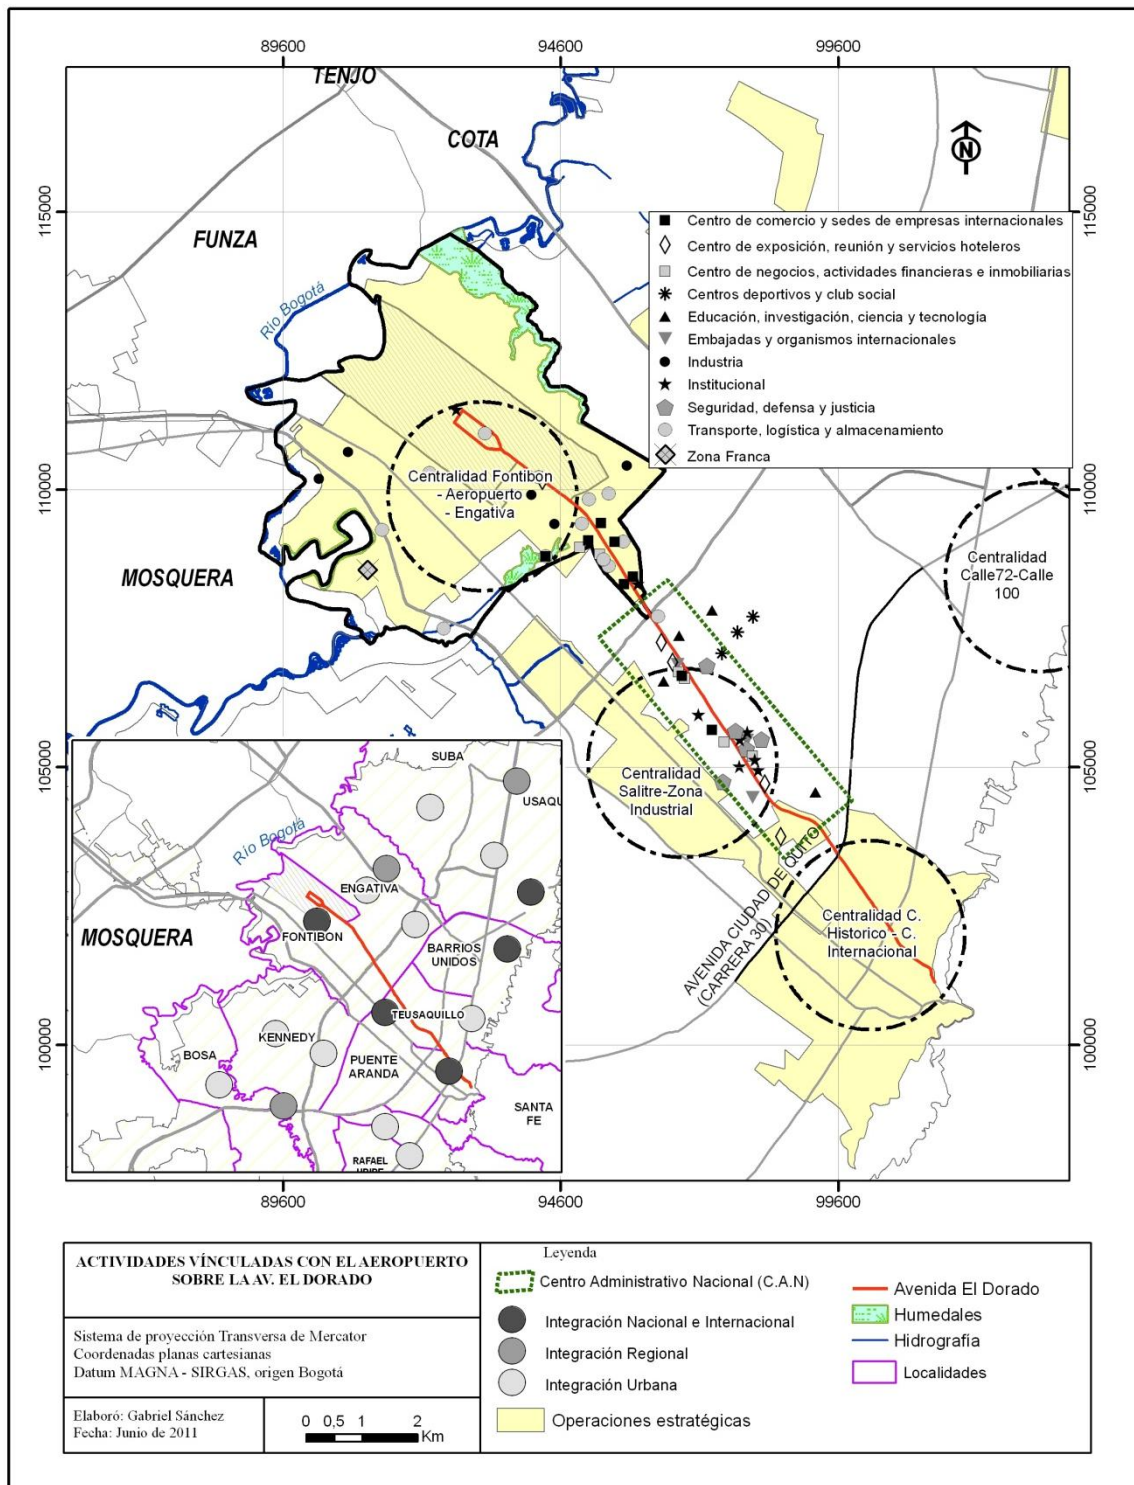 89600
94600
99600
TENJO
COTA
115000
115000
FUNZA
Centro de comercio y sedes de empresas internacionales
Centro de exposición, reunión y servicios hoteleros
Centro de negocios, actividades financieras e inmobiliarias
Centros deportivos y club social
Educación, investigación, ciencia y tecnología
Embajadas y organismos internacionales
Industria
Institucional
Seguridad, defensa y justicia
Transporte, logística y almacenamiento
Zona Franca
N
Río Bogotá
110000
110000
Centralidad Fontibon
- Aeropuerto
- Engativa
MOSQUERA
Centralidad
Calle72-Calle
100
105000
105000
Centralidad
Salitre-Zona
Industrial
AVENIDA CIUDAD DE QUITO
(CARRERA 30)
Centralidad C.
Historico - C.
Internacional
100000
100000
SUBA
USAQU
Río Bogotá
ENGATIVA
MOSQUERA
FONTIBON
BARRIOS
UNIDOS
TEUSAQUILLO
KENNEDY
BOSA
PUENTE
ARANDA
SANTA
FE
RAFAEL
URIBE
89600
94600
99600
ACTIVIDADES VÍNCULADAS CON EL AEROPUERTO
SOBRE LA AV. EL DORADO
Sistema de proyección Transversa de Mercator
Coordenadas planas cartesianas
Datum MAGNA - SIRGAS, origen Bogotá
Elaboró: Gabriel Sánchez
Fecha: Junio de 2011
0 0,5 1 2
Km
Leyenda
Centro Administrativo Nacional (C.A.N)
Integración Nacional e Internacional
Integración Regional
Integración Urbana
Operaciones estratégicas
Avenida El Dorado
Humedales
Hidrografía
Localidades